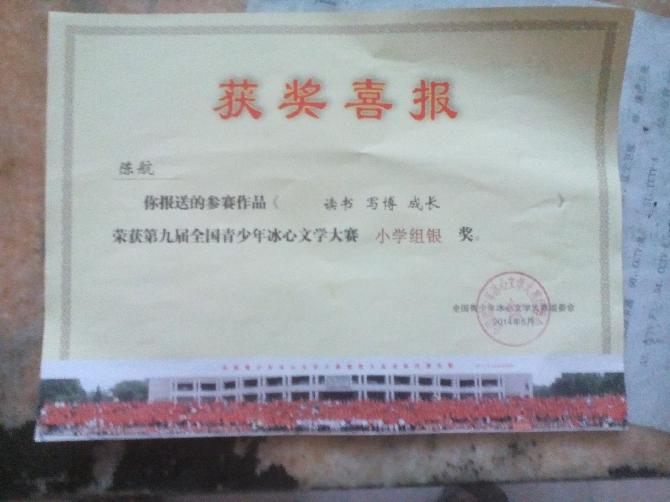 获奖喜报
陈航
你报送的参赛作品《 读书 写博 成长 》
荣获第九届全国青少年冰心文学大赛 小学组银 奖。
全国青少年冰心文学大赛组委会
2014年5月